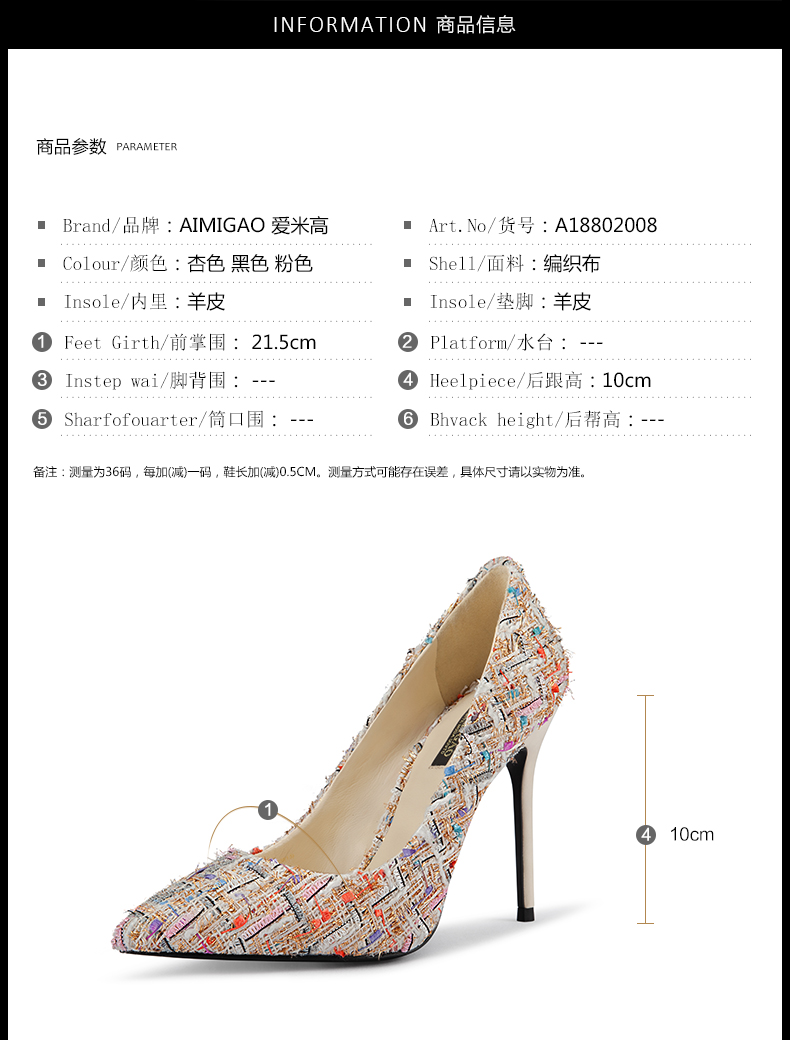 INFORMATION 商品信息
商品参数 PARAMETER
Brand/品牌：AIMIGAO 爱米高
Art.No/货号：A18802008
Colour/颜色：杏色 黑色 粉色
Shell/面料：编织布
Insole/内里：羊皮
Insole/垫脚：羊皮
1 Feet Girth/前掌围： 21.5cm
2 Platform/水台： ---
3 Instep wai/脚背围： ---
4 Heelpiece/后跟高：10cm
5 Sharfofouarter/筒口围： ---
6 Bhvack height/后帮高：---
备注：测量为36码，每加(减)一码，鞋长加(减)0.5CM。测量方式可能存在误差，具体尺寸请以实物为准。
1
4 10cm